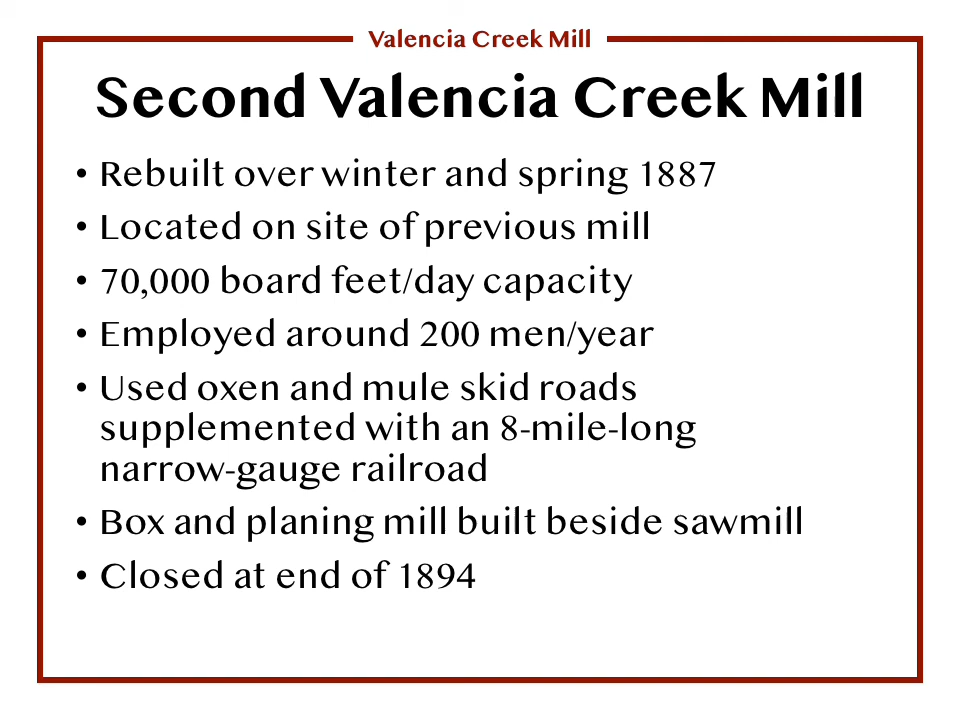 Valencia Creek Mill
Second Valencia Creek Mill
• Rebuilt over winter and spring 1887
• Located on site of previous mill
• 70,000 board feet/day capacity
• Employed around 200 men/year
• Used oxen and mule skid roads
supplemented with an 8-mile-long
narrow-gauge railroad
• Box and planing mill built beside sawmill
• Closed at end of 1894